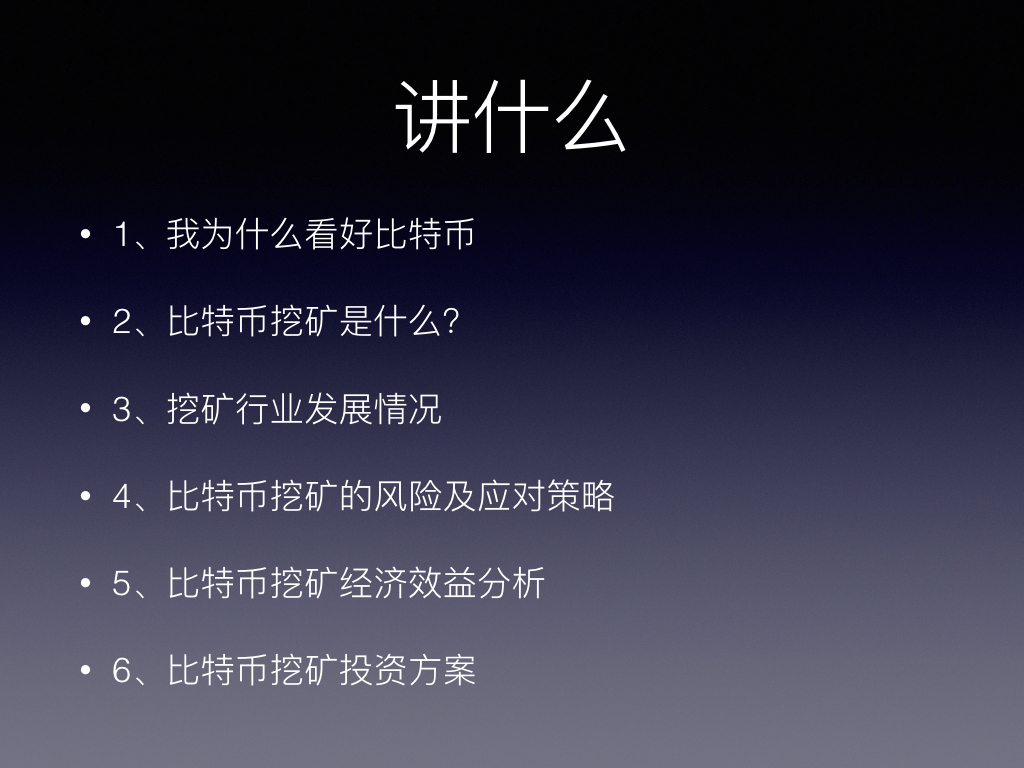 讲什么
• 1、我为什么看好比特币
• 2、比特币挖矿是什么?
• 3、挖矿行业发展情况
• 4、比特币挖矿的风险及应对策略
• 5、比特币挖矿经济效益分析
• 6、比特币挖矿投资方案